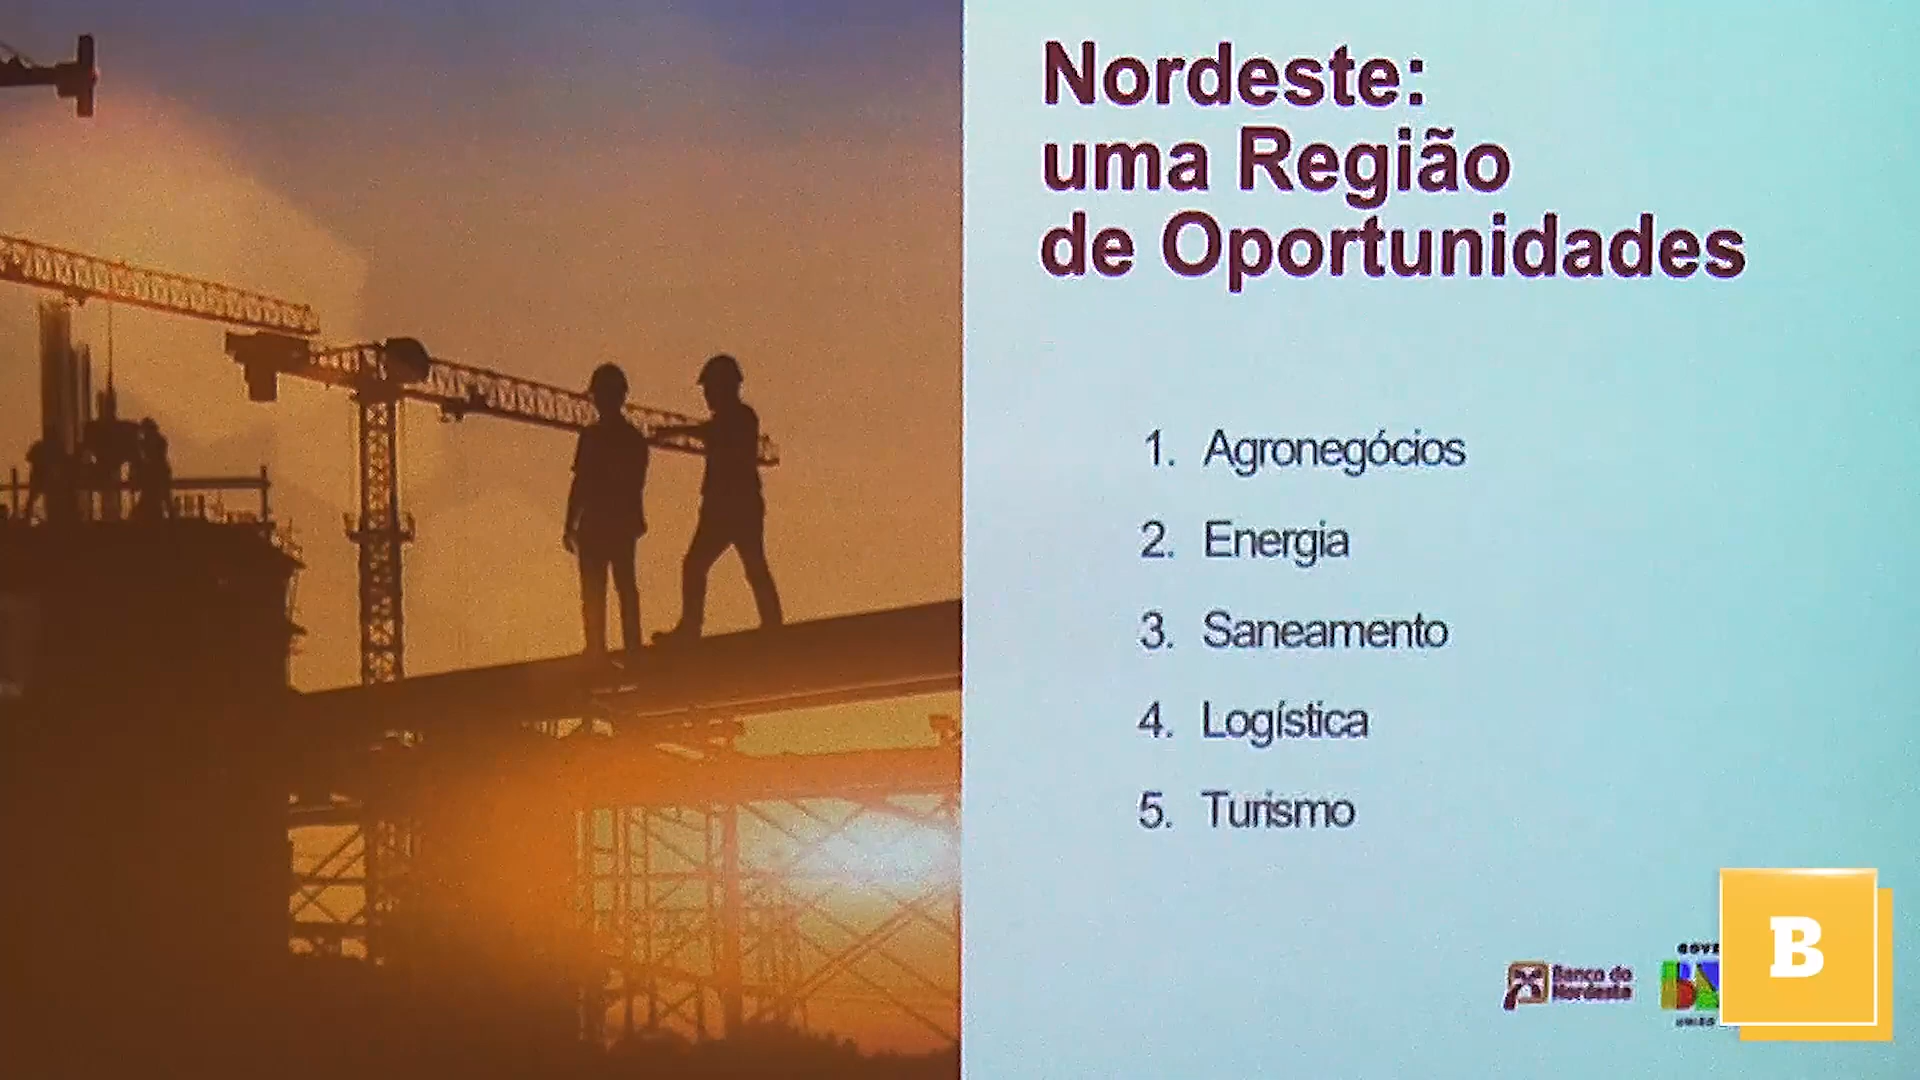 Nordeste:
uma Região
de Oportunidades
1. Agronegócios
2. Energia
3. Saneamento
4. Logística
5. Turismo
Banco do
Nordeste
B